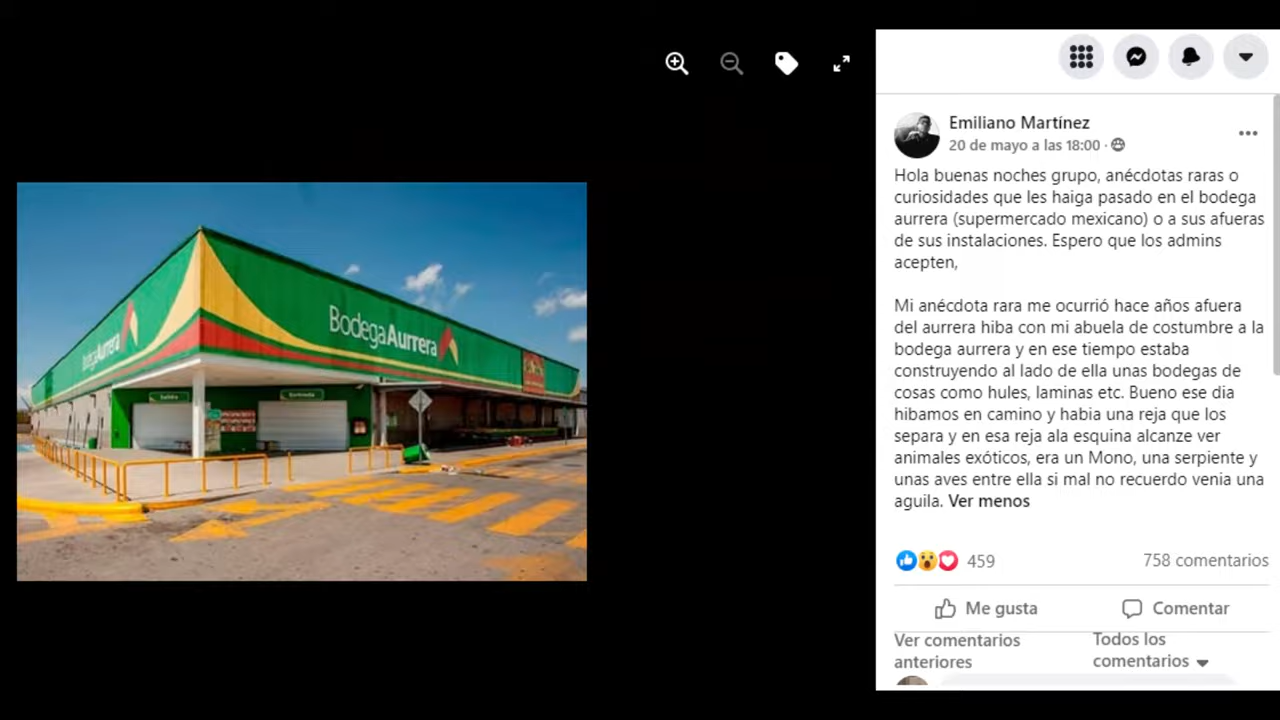 BodegaAurrera
BodegaAurrera
Salida
Entrada
Emiliano Martínez
20 de mayo a las 18:00 ·
Hola buenas noches grupo, anécdotas raras o
curiosidades que les haiga pasado en el bodega
aurrera (supermercado mexicano) o a sus afueras
de sus instalaciones. Espero que los admins
acepten,
Mi anécdota rara me ocurrió hace años afuera
del aurrera hiba con mi abuela de costumbre a la
bodega aurrera y en ese tiempo estaba
construyendo al lado de ella unas bodegas de
cosas como hules, laminas etc. Bueno ese dia
hibamos en camino y habia una reja que los
separa y en esa reja ala esquina alcanze ver
animales exóticos, era un Mono, una serpiente y
unas aves entre ella si mal no recuerdo venia una
aguila. Ver menos
459
758 comentarios
Me gusta
Comentar
Ver comentarios
anteriores
Todos los
comentarios